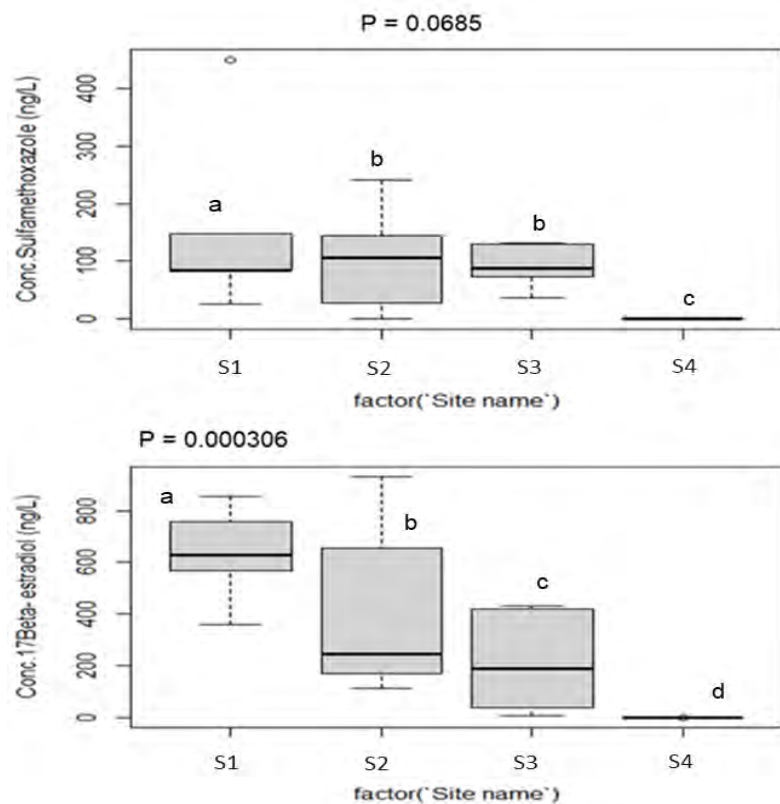 P = 0.0685
Conc.Sulfamethoxazole (ng/L)
400
300
200
100
0
a
b
b
c
S1 S2 S3 S4
factor(`Site name`)
P = 0.000306
Conc.17Beta- estradiol (ng/L)
800
600
400
200
0
a
b
c
d
S1 S2 S3 S4
factor(`Site name`)